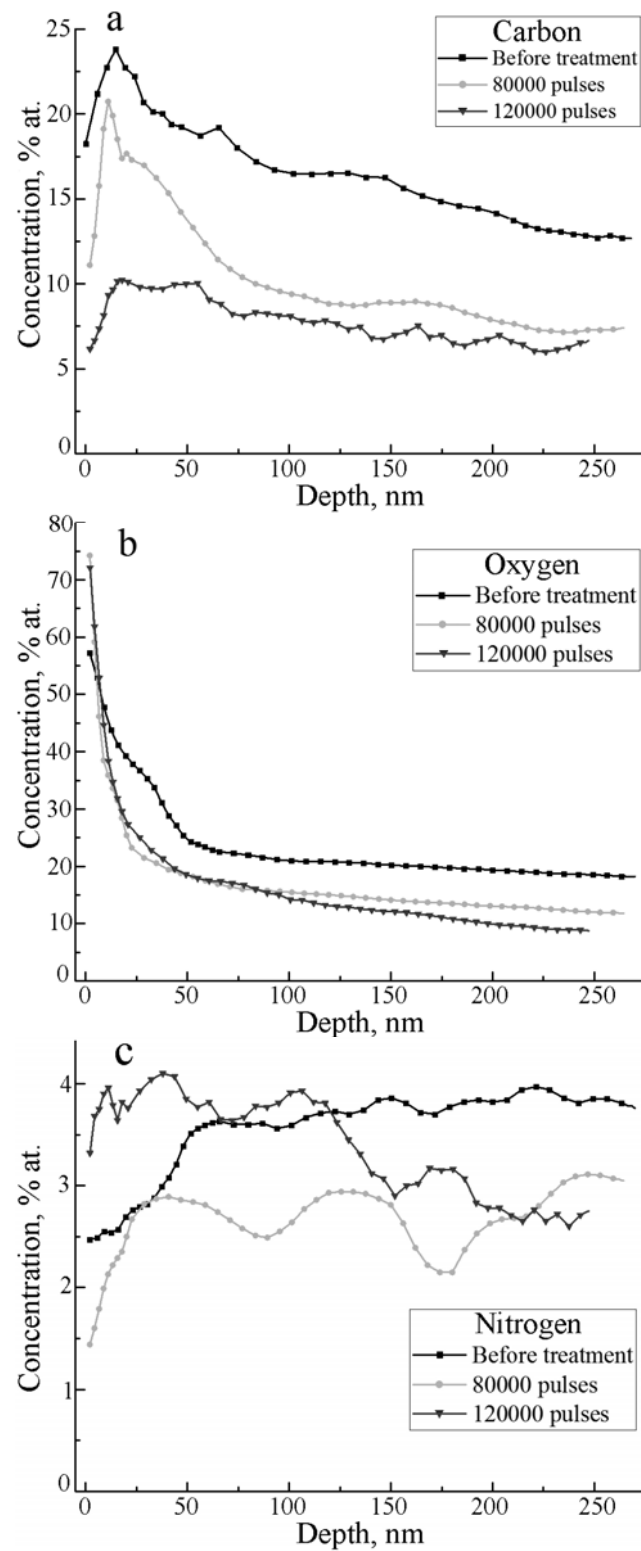 a
Carbon
Before treatment
80000 pulses
120000 pulses
Concentration, % at.
25
20
15
10
5
0
0 50 100 150 200 250
Depth, nm
b
Oxygen
Before treatment
80000 pulses
120000 pulses
Concentration, % at.
80
70
60
50
40
30
20
10
0
0 50 100 150 200 250
Depth, nm
c
Concentration, % at.
4
3
2
1
0
Nitrogen
Before treatment
80000 pulses
120000 pulses
0 50 100 150 200 250
Depth, nm